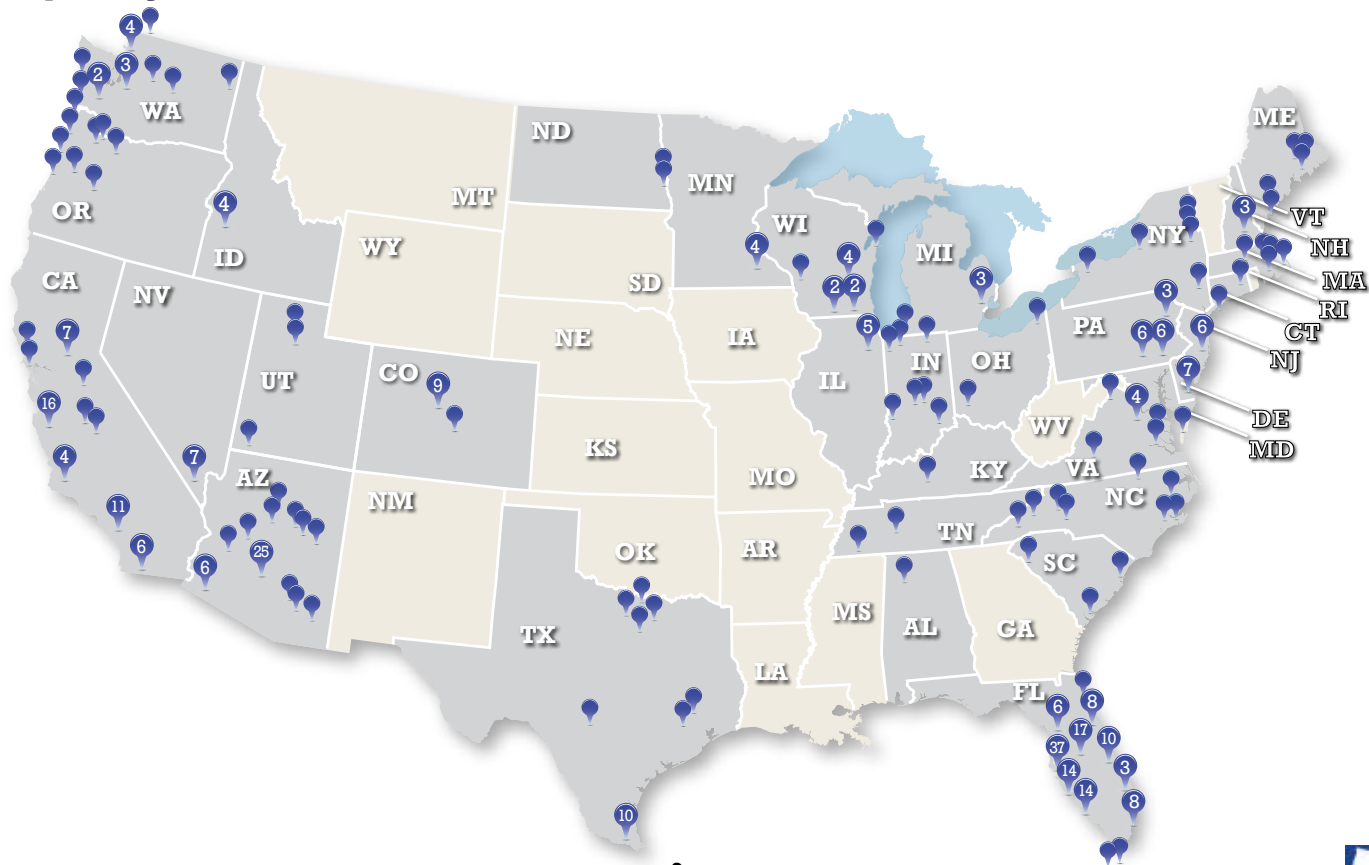 4
3
2
WA
ME
ND
MN
MT
OR
4
ID
WY
WI
4
4
MI
3
2
2
NY
3
VT
NH
MA
RI
CT
NJ
DE
MD
SD
CA
NV
7
UT
CO
9
NE
IA
5
IL
IN
OH
PA
3
6
6
6
7
4
16
4
7
11
6
AZ
25
6
NM
KS
MO
KY
WV
VA
NC
TN
SC
OK
AR
TX
MS
AL
GA
LA
10
FL
6
8
17
10
37
14
3
14
8